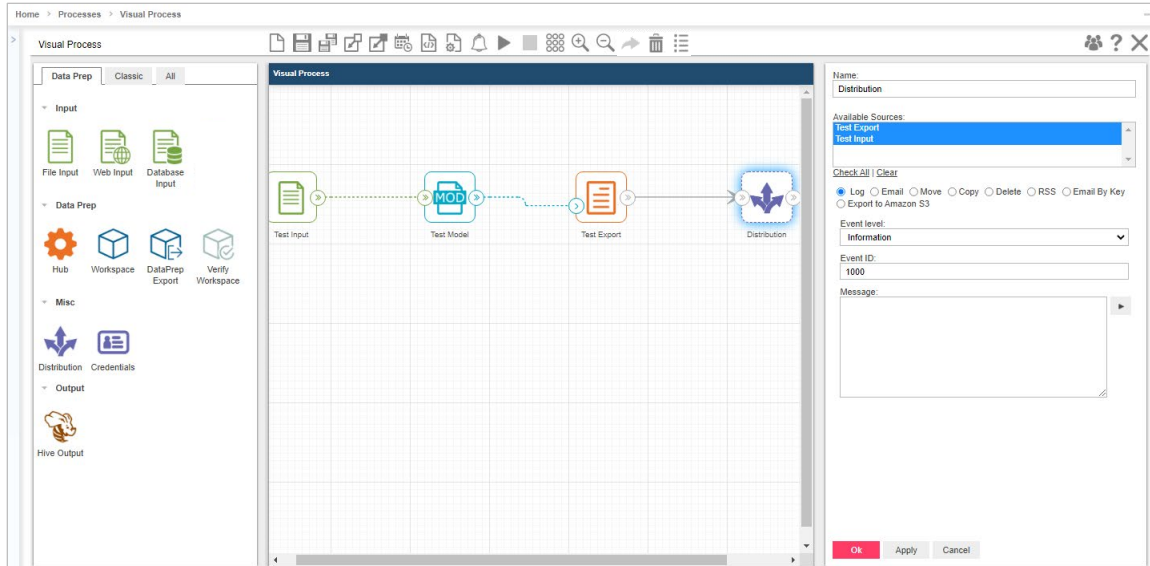 Home > Processes > Visual Process
Visual Process
Data Prep Classic All
Input
File Input Web Input Database Input
Data Prep
Hub Workspace DataPrep Export Verify Workspace
Misc
Distribution Credentials
Output
Hive Output
Visual Process
MOD
Test Input Test Model Test Export Distribution
Name:
Distribution
Available Sources:
Test Export
Test Input
Check All | Clear
Log Email Move Copy Delete RSS Email By Key
Export to Amazon S3
Event level:
Information
Event ID:
1000
Message:
Ok Apply Cancel